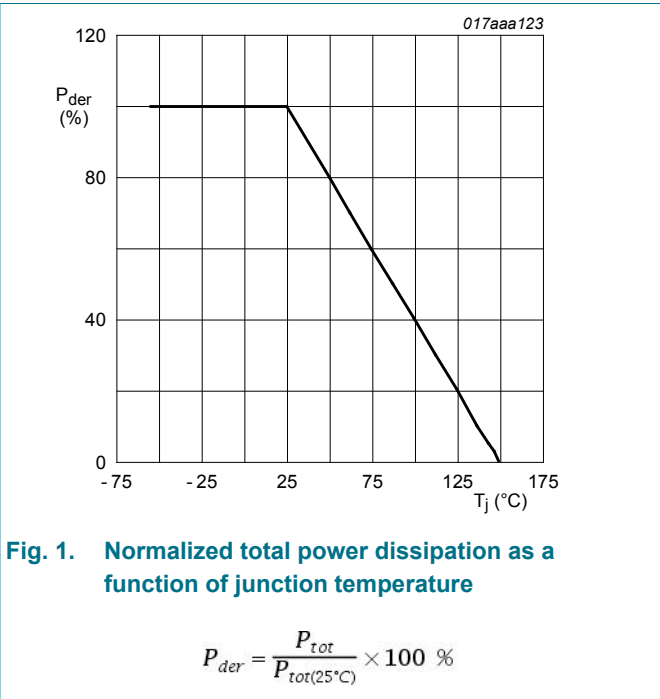 017aaa123
120
P_der
(%)
80
40
0
- 75 - 25 25 75 125 175
T_j (°C)
Fig. 1. Normalized total power dissipation as a
function of junction temperature
P_der = P_tot / P_tot(25°C) × 100 %